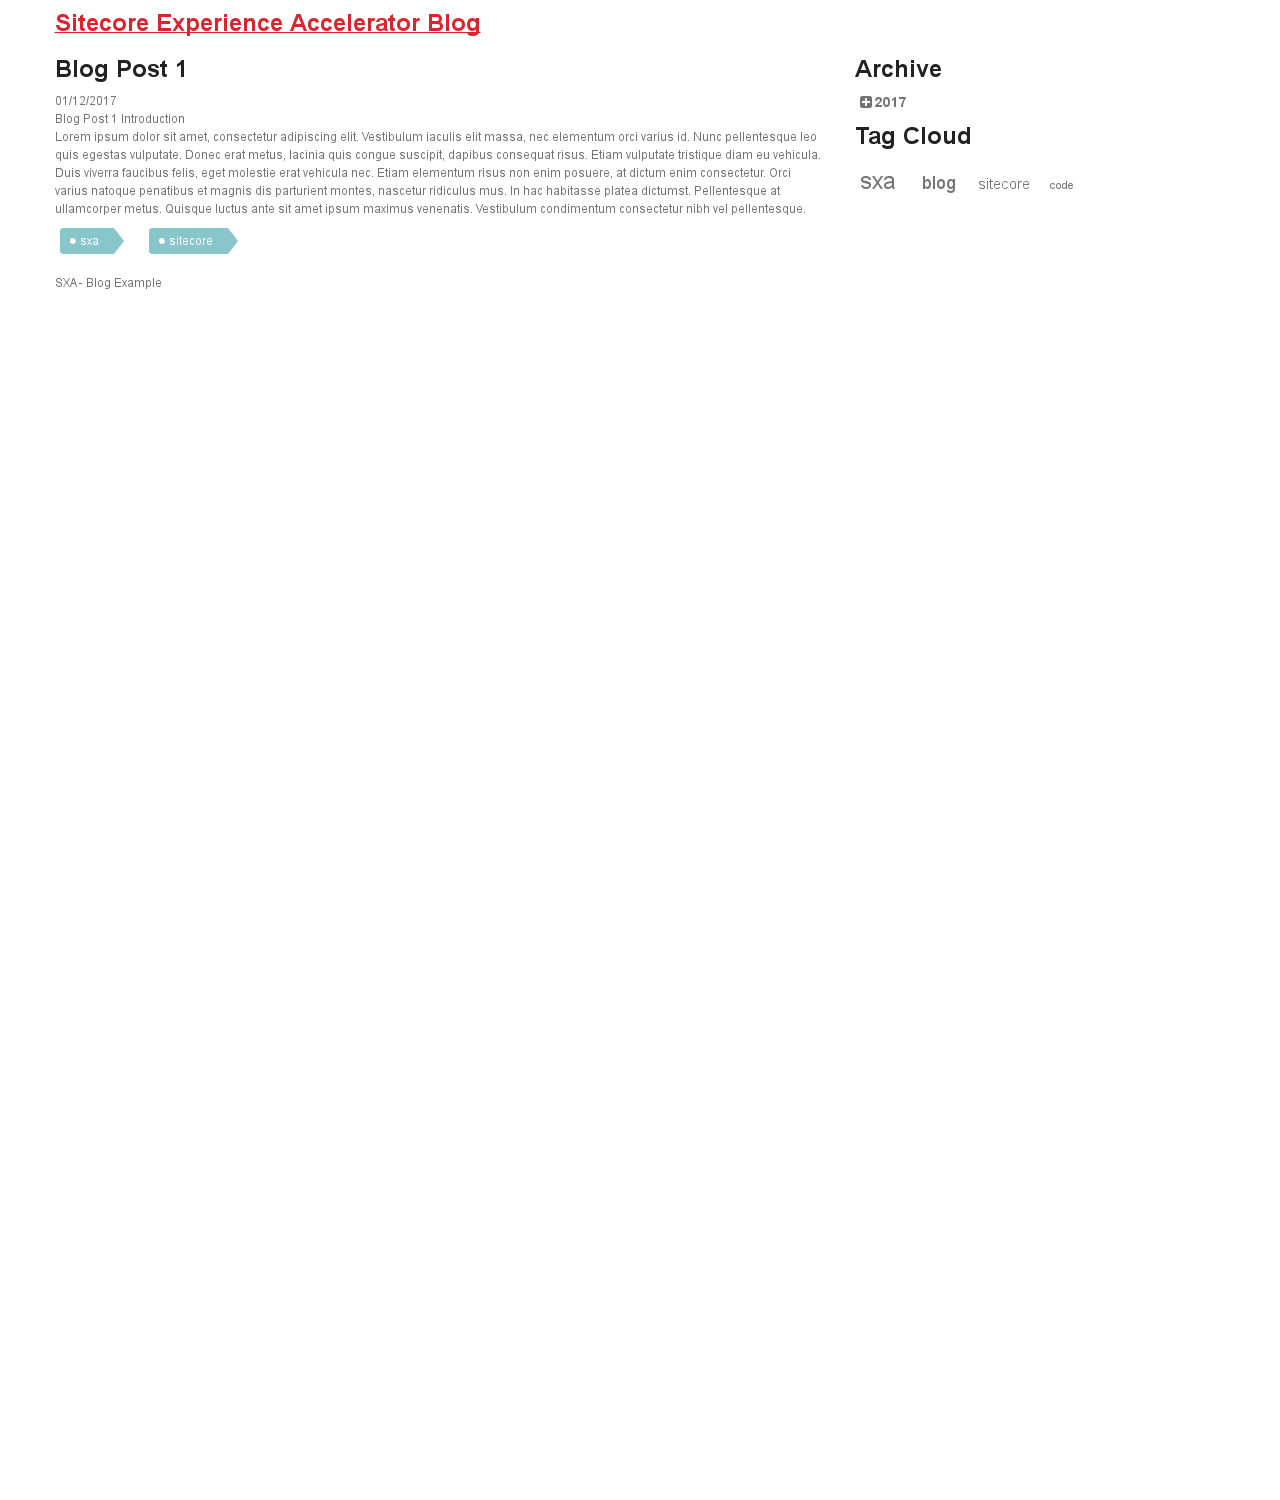 Sitecore Experience Accelerator Blog
Blog Post 1
01/12/2017
Blog Post 1 Introduction
Lorem ipsum dolor sit amet, consectetur adipiscing elit. Vestibulum iaculis elit massa, nec elementum orci varius id. Nunc pellentesque leo
quis egestas vulputate. Donec erat metus, lacinia quis congue suscipit, dapibus consequat risus. Etiam vulputate tristique diam eu vehicula.
Duis viverra faucibus felis, eget molestie erat vehicula nec. Etiam elementum risus non enim posuere, at dictum enim consectetur. Orci
varius natoque penatibus et magnis dis parturient montes, nascetur ridiculus mus. In hac habitasse platea dictumst. Pellentesque at
ullamcorper metus. Quisque luctus ante sit amet ipsum maximus venenatis. Vestibulum condimentum consectetur nibh vel pellentesque.
sxa sitecore
SXA- Blog Example
Archive
2017
Tag Cloud
sxa blog sitecore code